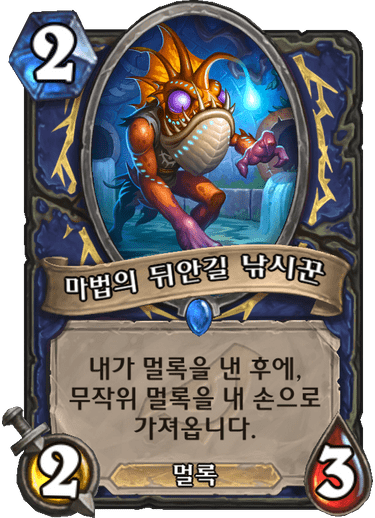 2
마법의 뒤안길 낚시꾼
내가 멀록을 낸 후에,
무작위 멀록을 내 손으로
가져옵니다.
2
멀록
3